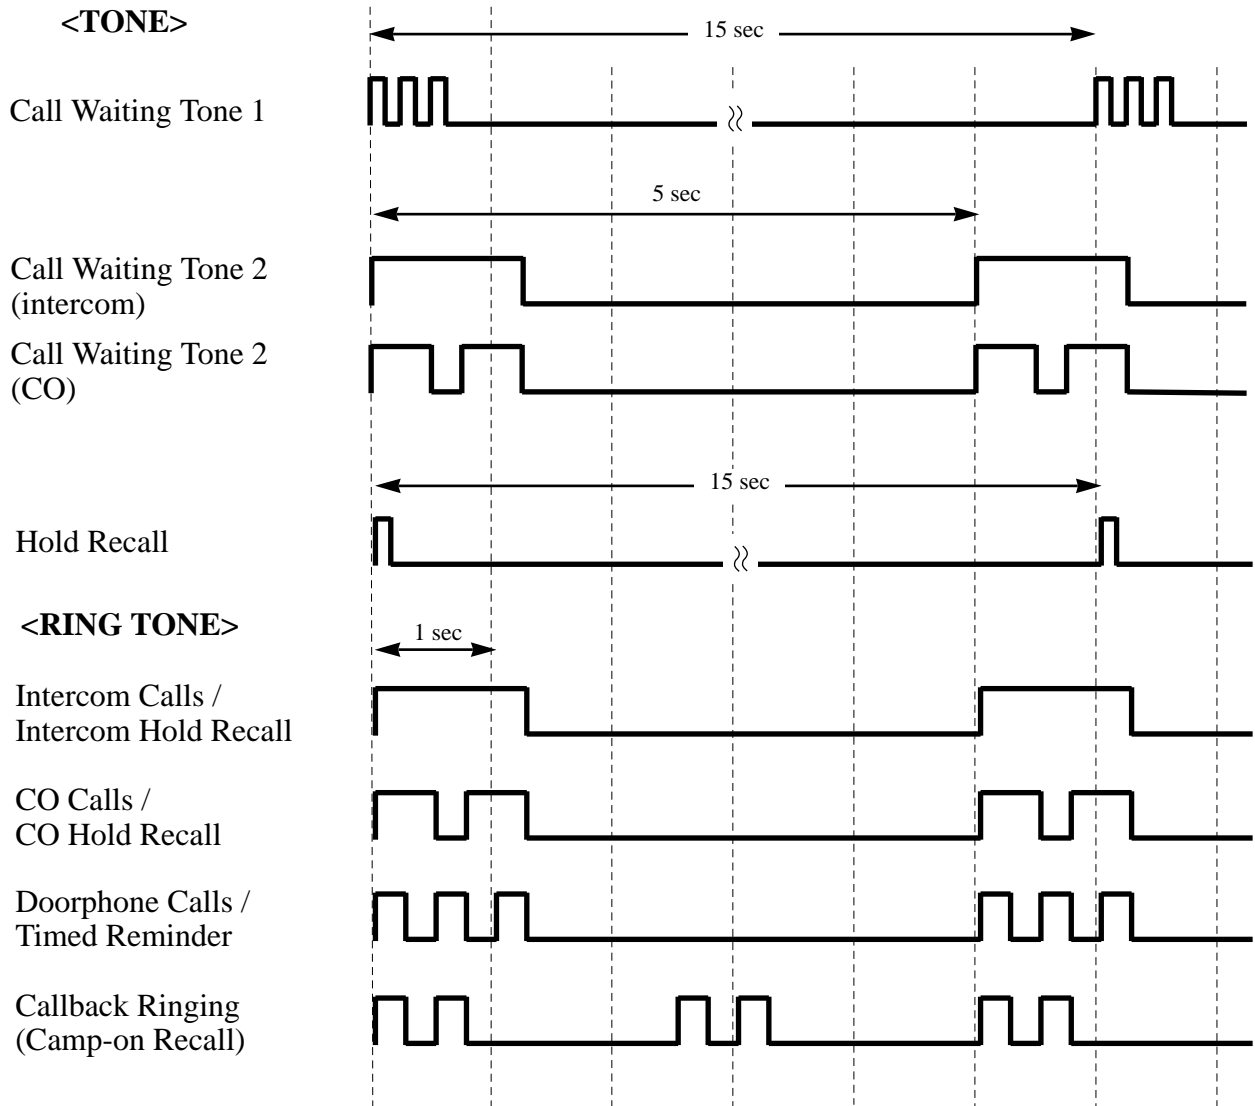 <TONE>
15 sec
Call Waiting Tone 1
5 sec
Call Waiting Tone 2
(intercom)
Call Waiting Tone 2
(CO)
15 sec
Hold Recall
<RING TONE>
1 sec
Intercom Calls /
Intercom Hold Recall
CO Calls /
CO Hold Recall
Doorphone Calls /
Timed Reminder
Callback Ringing
(Camp-on Recall)